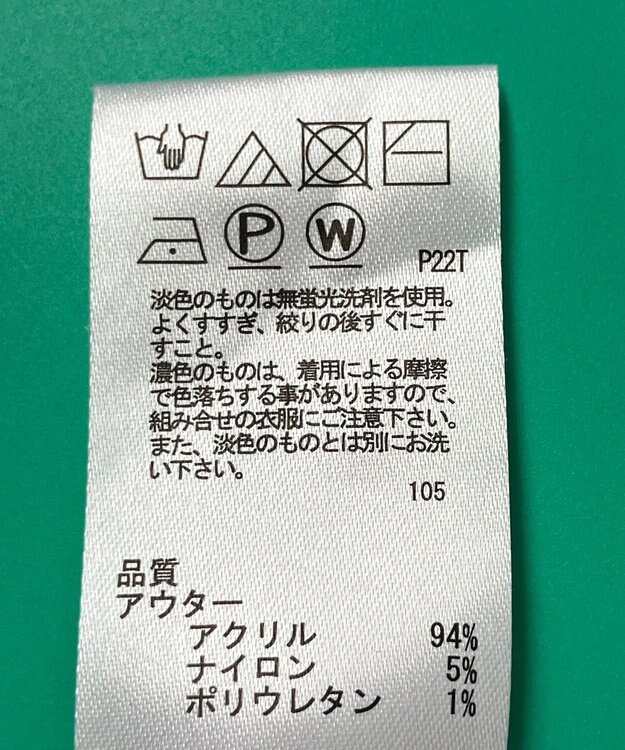 P W
P22T
淡色のものは無蛍光洗剤を使用。
よくすすぎ、絞りの後すぐに干
すこと。
濃色のものは、着用による摩擦
で色落ちする事がありますので、
組み合せの衣服にご注意下さい。
また、淡色のものとは別にお洗
い下さい。
105
品質
アウター
アクリル 94%
ナイロン 5%
ポリウレタン 1%